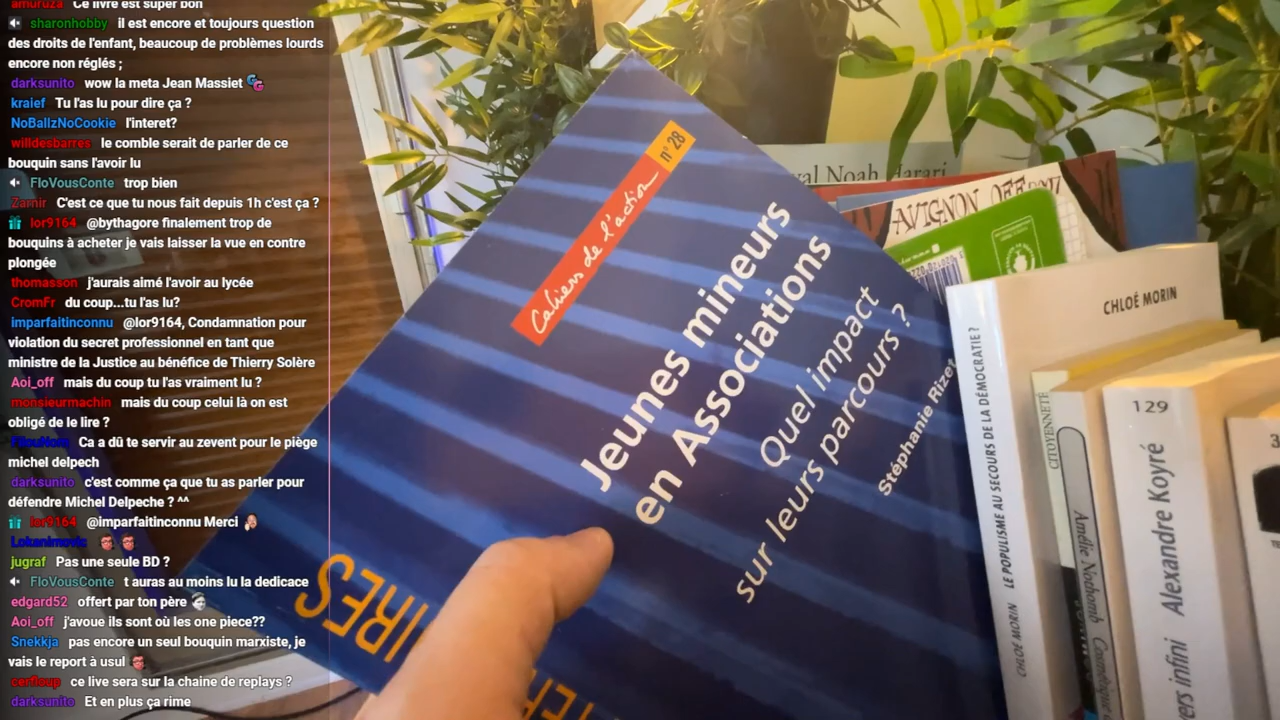 amuruza Ce livre est super bon
sharonhobby il est encore et toujours question
des droits de l'enfant, beaucoup de problèmes lourds
encore non réglés ;
darksunito wow la meta Jean Massiet
kraief Tu l'as lu pour dire ça ?
NoBallzNoCookie l'interet?
willdesbarres le comble serait de parler de ce
bouquin sans l'avoir lu
FloVousConte trop bien
Zarnir C'est ce que tu nous fait depuis 1h c'est ça ?
lor9164 @bythagore finalement trop de
bouquins à acheter je vais laisser la vue en contre
plongée
thomasson j'aurais aimé l'avoir au lycée
CromFr du coup...tu l'as lu?
imparfaitinconnu @lor9164, Condamnation pour
violation du secret professionnel en tant que
ministre de la Justice au bénéfice de Thierry Solère
Aoi_off mais du coup tu l'as vraiment lu ?
monsieurmachin mais du coup celui là on est
obligé de le lire ?
Ca a dû te servir au zevent pour le piège
michel delpech
darksunito c'est comme ça que tu as parler pour
défendre Michel Delpeche ? ^^
lor9164 @imparfaitinconnu Merci
jugraf Pas une seule BD ?
FloVousConte t auras au moins lu la dedicace
edgard52 offert par ton père
Aoi_off j'avoue ils sont où les one piece??
Snekkja pas encore un seul bouquin marxiste, je
vais le report à usul
cerfloup ce live sera sur la chaine de replays ?
darksunito Et en plus ça rime
Cahiers de l'action n° 28
Jeunes mineurs
en Associations
Quel impact
sur leurs parcours ?
Stéphanie Rizet
IRES
Noah Harari
AVIGNON
CHLOÉ MORIN
CHLOÉ MORIN LE POPULISME AU SECOURS DE LA DÉMOCRATIE ?
CITOYENNETÉ
Amélie Nothomb
129
Alexandre Koyré
infini